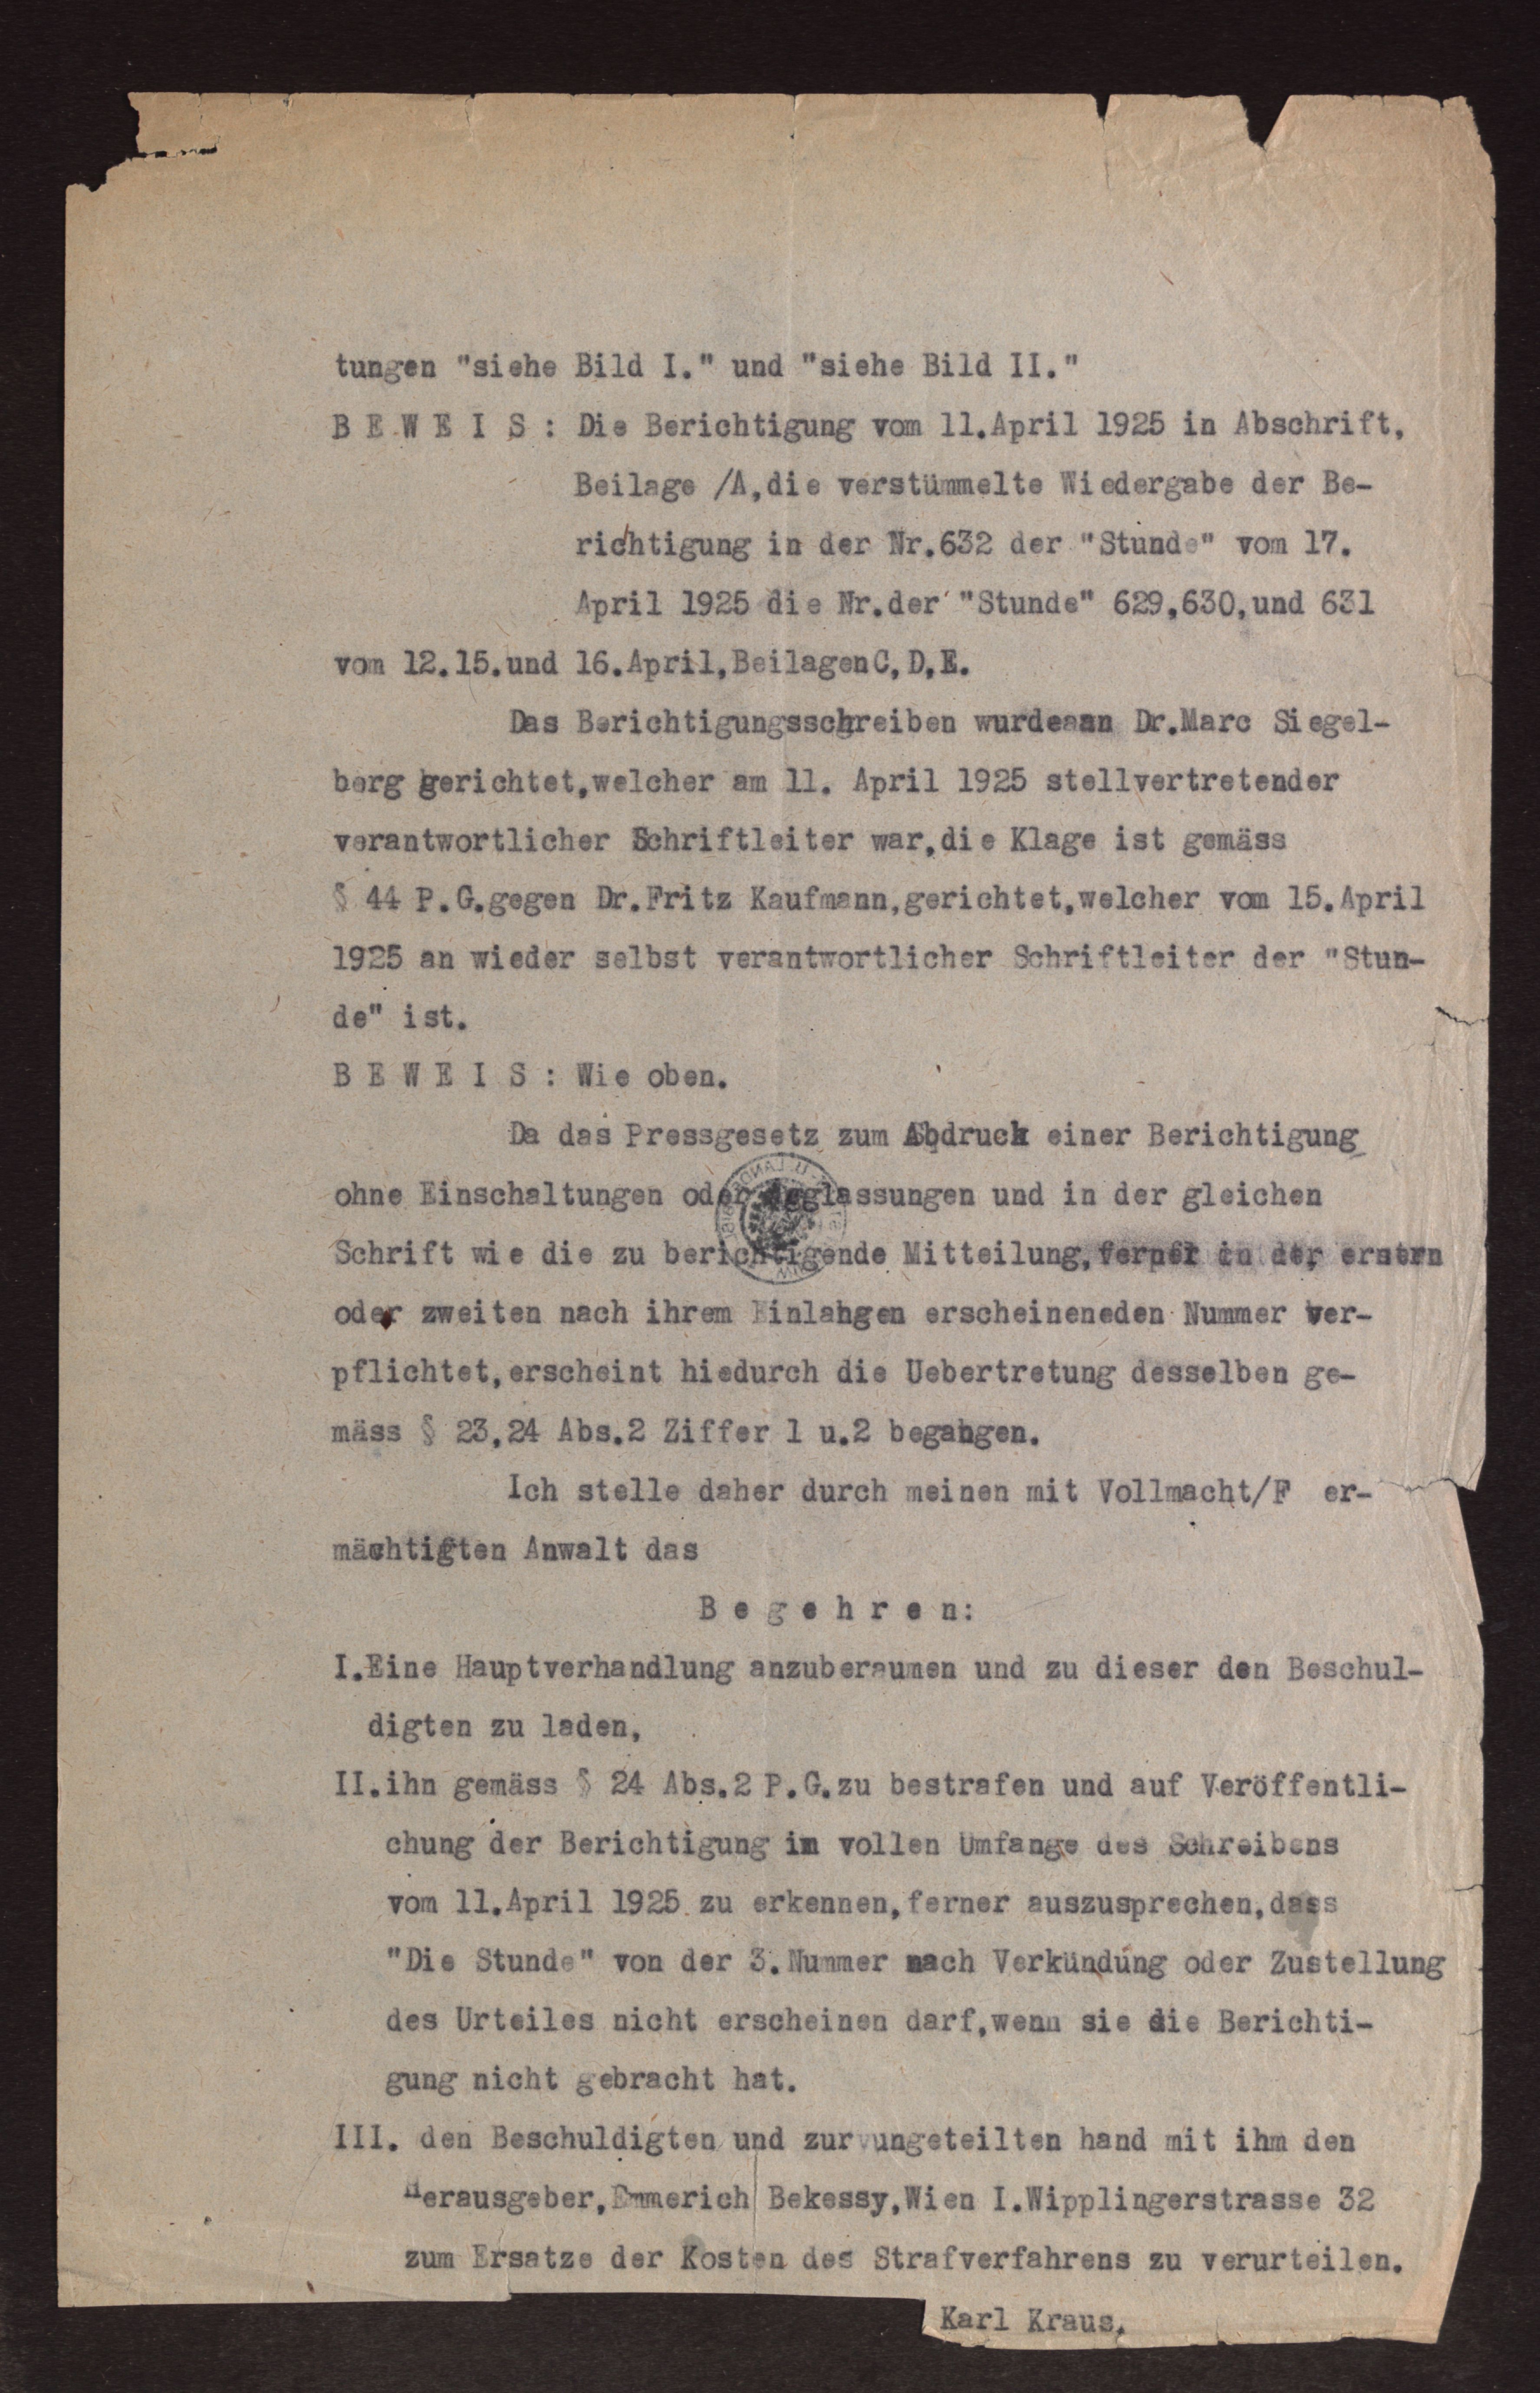 tungen "siehe Bild I." und "siehe Bild II."
B E W E I S : Die Berichtigung vom 11.April 1925 in Abschrift,
Beilage /A,die verstümmelte Wiedergabe der Be-
richtigung in der Nr.632 der "Stunde" vom 17.
April 1925 die Nr.der "Stunde" 629,630,und 631
vom 12.15.und 16.April,BeilagenC,D,E.
Das Berichtigungsschreiben wurde an Dr.Marc Siegel-
berg gerichtet,welcher am 11. April 1925 stellvertretender
verantwortlicher Schriftleiter war,die Klage ist gemäss
§ 44 P.G.gegen Dr.Fritz Kaufmann,gerichtet,welcher vom 15.April
1925 an wieder selbst verantwortlicher Schriftleiter der "Stun-
de" ist.
B E W E I S : Wie oben.
Da das Pressgesetz zum Abdruck einer Berichtigung
ohne Einschaltungen oder Weglassungen und in der gleichen
Schrift wie die zu berichtigende Mitteilung,ferner in der ersten
oder zweiten nach ihrem Einlangen erscheineneden Nummer ver-
pflichtet,erscheint hiedurch die Uebertretung desselben ge-
mäss § 23,24 Abs.2 Ziffer 1 u.2 begangen.
Ich stelle daher durch meinen mit Vollmacht/F er-
mächtigten Anwalt das
B e g e h r e n:
I.Eine Hauptverhandlung anzuberaumen und zu dieser den Beschul-
digten zu laden,
II.ihn gemäss § 24 Abs.2 P.G.zu bestrafen und auf Veröffentli-
chung der Berichtigung im vollen Umfange des Schreibens
vom 11.April 1925 zu erkennen,ferner auszusprechen,dass
"Die Stunde" von der 3.Nummer nach Verkündung oder Zustellung
des Urteiles nicht erscheinen darf,wenn sie die Berichti-
gung nicht gebracht hat.
III. den Beschuldigten und zur ungeteilten hand mit ihm den
Herausgeber,Emmerich Bekessy,Wien I.Wipplingerstrasse 32
zum Ersatze der Kosten des Strafverfahrens zu verurteilen.
Karl Kraus.